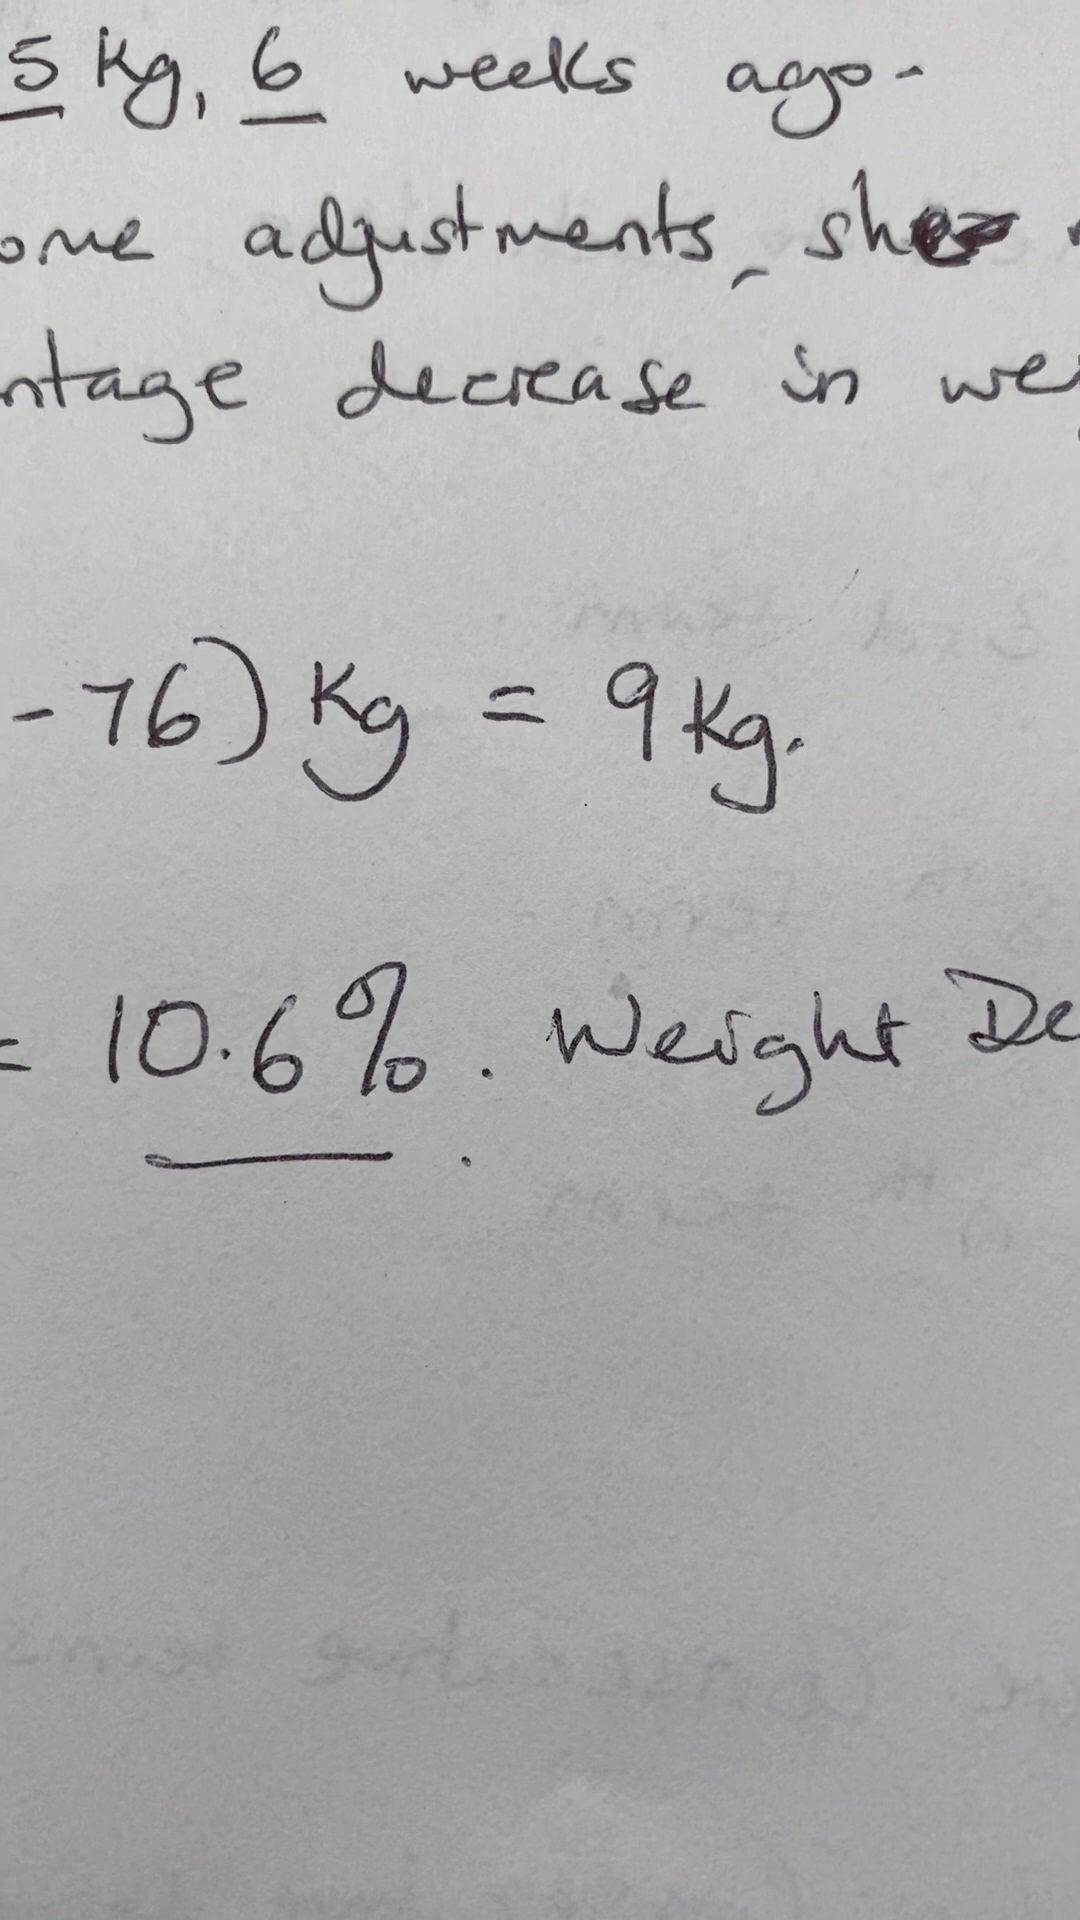 5 Kg, 6 weeks ago.
ome adjustments, she
ntage decrease in wei
- 76) Kg = 9 Kg.
= 10.6%. Weight De